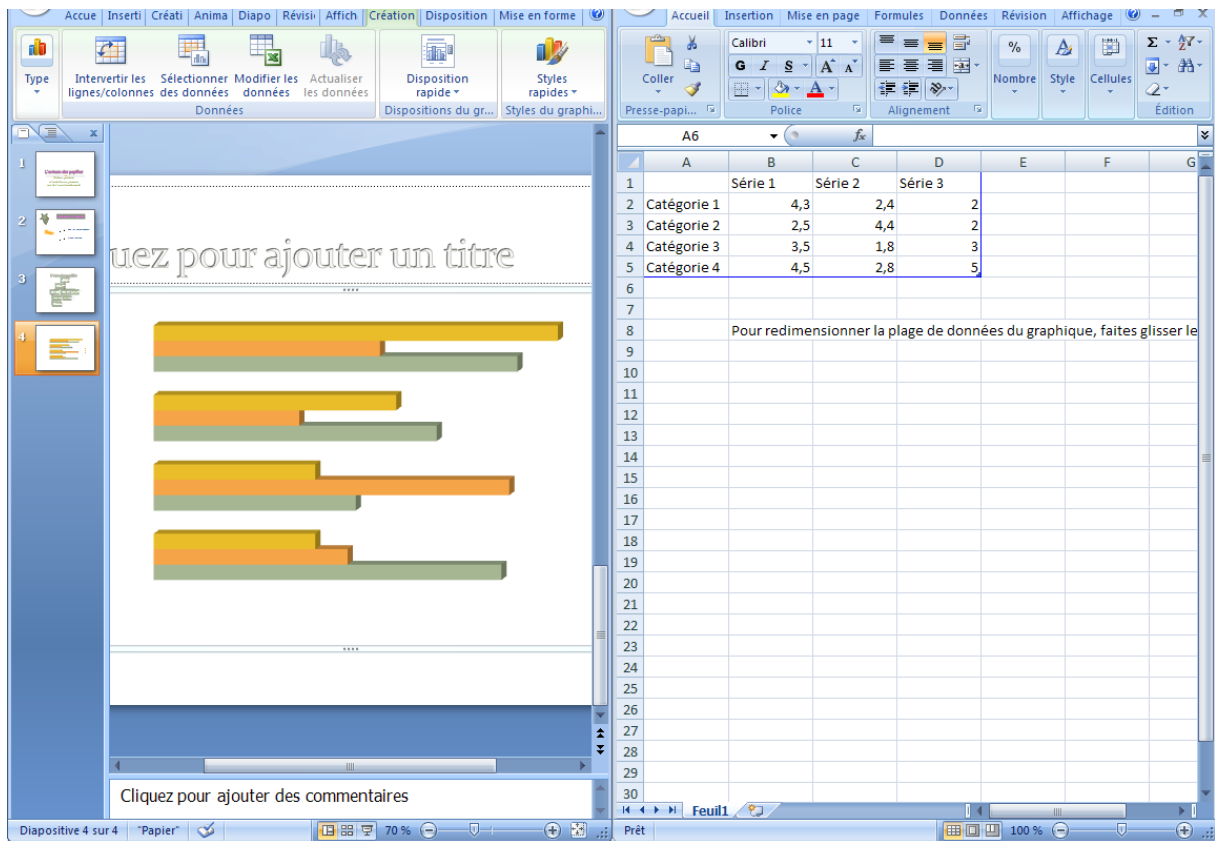 Accue Inserti Créati Anima Diapo Révisi Affich Création Disposition Mise en forme
Type
Intervertir les lignes/colonnes
Sélectionner des données
Modifier les données
Actualiser les données
Disposition rapide
Styles rapides
Données
Dispositions du gr...
Styles du graphi...
1
2
3
4
uez pour ajouter un titre
Cliquez pour ajouter des commentaires
Diapositive 4 sur 4 "Papier" 70 %
Accueil Insertion Mise en page Formules Données Révision Affichage
Coller
Calibri 11
G I S A A
A
%
Nombre
Style
Cellules
Σ
Presse-papi... Police Alignement Édition
A6 fx
A B C D E F G
1 Série 1 Série 2 Série 3
2 Catégorie 1 4,3 2,4 2
3 Catégorie 2 2,5 4,4 2
4 Catégorie 3 3,5 1,8 3
5 Catégorie 4 4,5 2,8 5
6
7
8 Pour redimensionner la plage de données du graphique, faites glisser le
9
10
11
12
13
14
15
16
17
18
19
20
21
22
23
24
25
26
27
28
29
30
Feuil1
Prêt 100 %